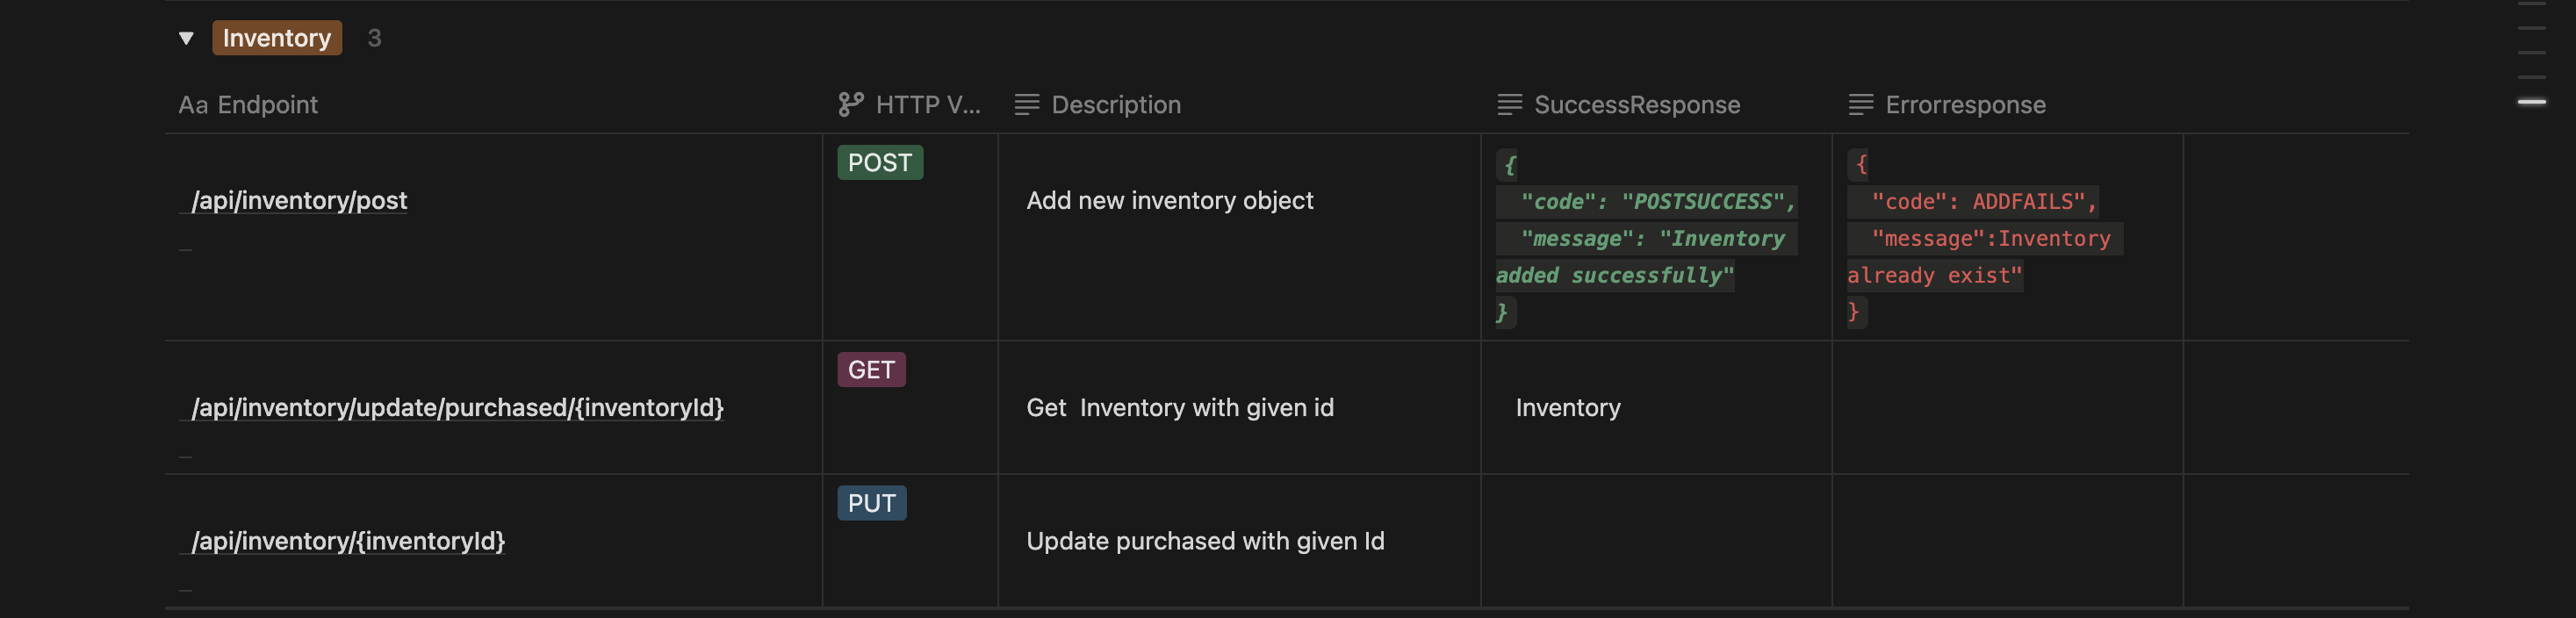 Inventory 3
Aa Endpoint HTTP V... Description SuccessResponse Errorresponse
/api/inventory/post
POST
Add new inventory object
{
"code": "POSTSUCCESS",
"message": "Inventory
added successfully"
}
{
"code": ADDFAILS",
"message":Inventory
already exist"
}
/api/inventory/update/purchased/{inventoryId}
GET
Get  Inventory with given id
Inventory
/api/inventory/{inventoryId}
PUT
Update purchased with given Id